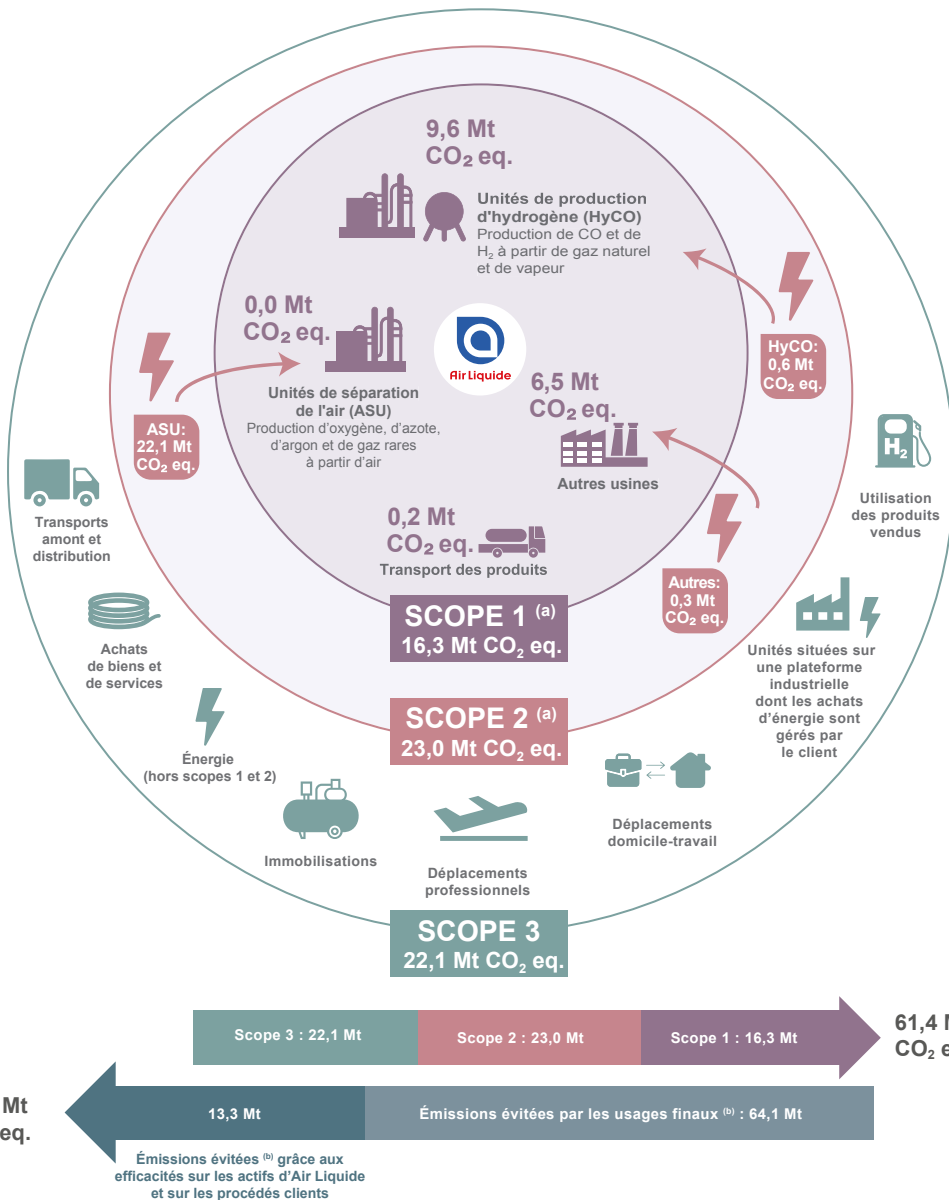 9,6 Mt
CO₂ eq.
Unités de production
d'hydrogène (HyCO)
Production de CO et de
H₂ à partir de gaz naturel
et de vapeur
0,0 Mt
CO₂ eq.
Unités de séparation
de l'air (ASU)
Production d'oxygène, d'azote,
d'argon et de gaz rares
à partir d'air
Air Liquide
HyCO:
0,6 Mt
CO₂ eq.
ASU:
22,1 Mt
CO₂ eq.
6,5 Mt
CO₂ eq.
Autres usines
0,2 Mt
CO₂ eq.
Transport des produits
Autres:
0,3 Mt
CO₂ eq.
SCOPE 1 (a)
16,3 Mt CO₂ eq.
SCOPE 2 (a)
23,0 Mt CO₂ eq.
Transports
amont et
distribution
Achats
de biens et
de services
Énergie
(hors scopes 1 et 2)
Immobilisations
Déplacements
professionnels
Déplacements
domicile-travail
Unités situées sur
une plateforme
industrielle
dont les achats
d'énergie sont
gérés par
le client
H₂
Utilisation
des produits
vendus
SCOPE 3
22,1 Mt CO₂ eq.
Scope 3 : 22,1 Mt
Scope 2 : 23,0 Mt
Scope 1 : 16,3 Mt
61,4
CO₂
Mt
eq.
13,3 Mt
Émissions évitées par les usages finaux (b) : 64,1 Mt
Émissions évitées (b) grâce aux
efficacités sur les actifs d'Air Liquide
et sur les procédés clients